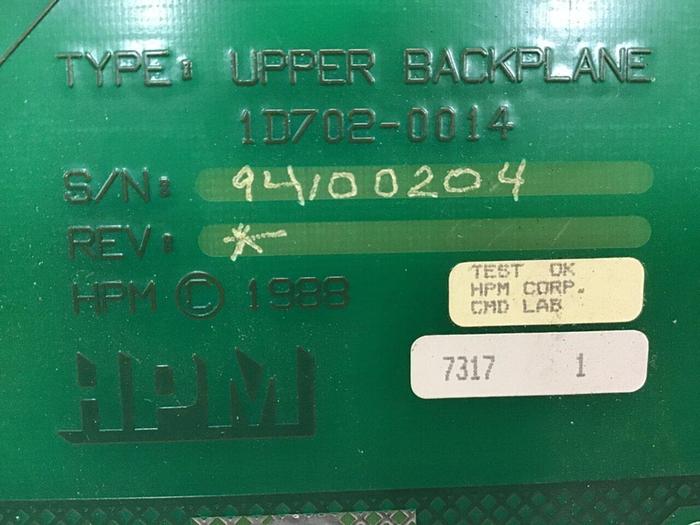 TYPE: UPPER BACKPLANE
1D702-0014
S/N: 94100204
REV: *-
HPM © 1988
TEST OK
HPM CORP.
CMD LAB
7317 1
HPM